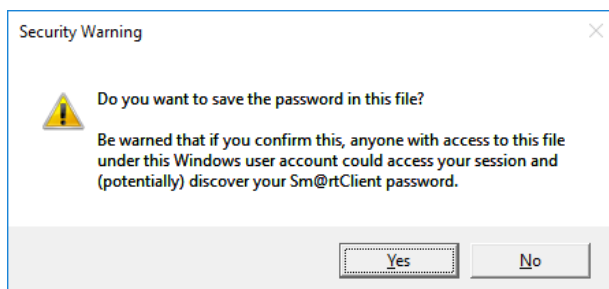 Security Warning
Do you want to save the password in this file?
Be warned that if you confirm this, anyone with access to this file
under this Windows user account could access your session and
(potentially) discover your Sm@rtClient password.
Yes
No